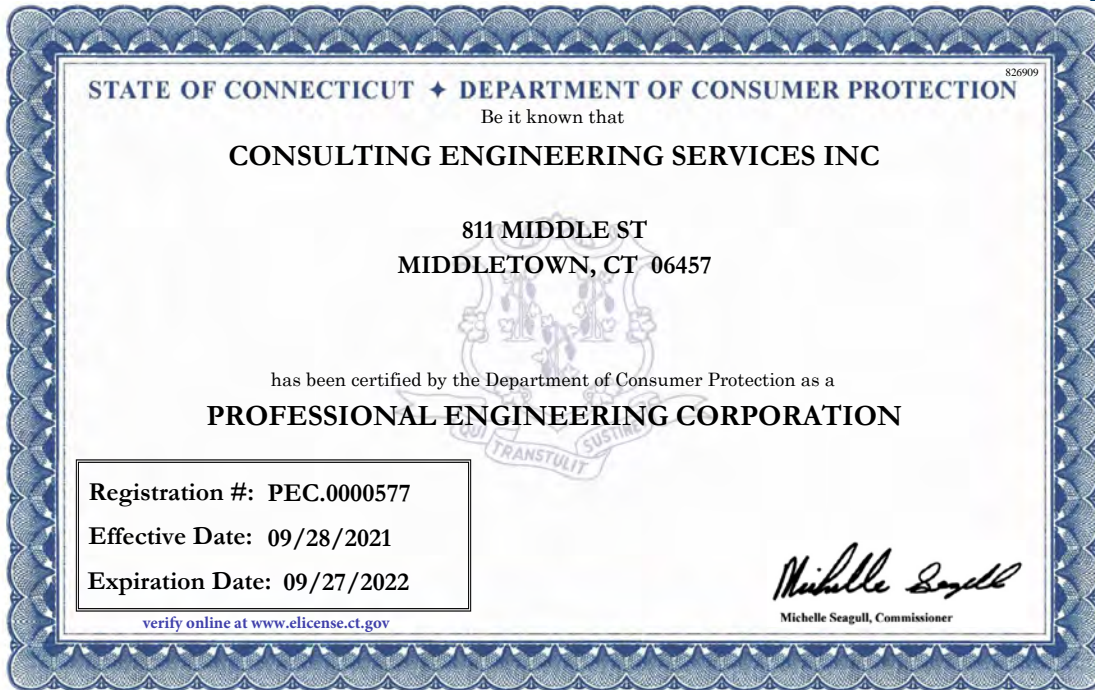 826909
STATE OF CONNECTICUT ✦ DEPARTMENT OF CONSUMER PROTECTION
Be it known that
CONSULTING ENGINEERING SERVICES INC
811 MIDDLE ST
MIDDLETOWN, CT 06457
has been certified by the Department of Consumer Protection as a
PROFESSIONAL ENGINEERING CORPORATION
QUI TRANSTULIT SUSTINET
Registration #: PEC.0000577
Effective Date: 09/28/2021
Expiration Date: 09/27/2022
verify online at www.elicense.ct.gov
Michelle Seagull
Michelle Seagull, Commissioner